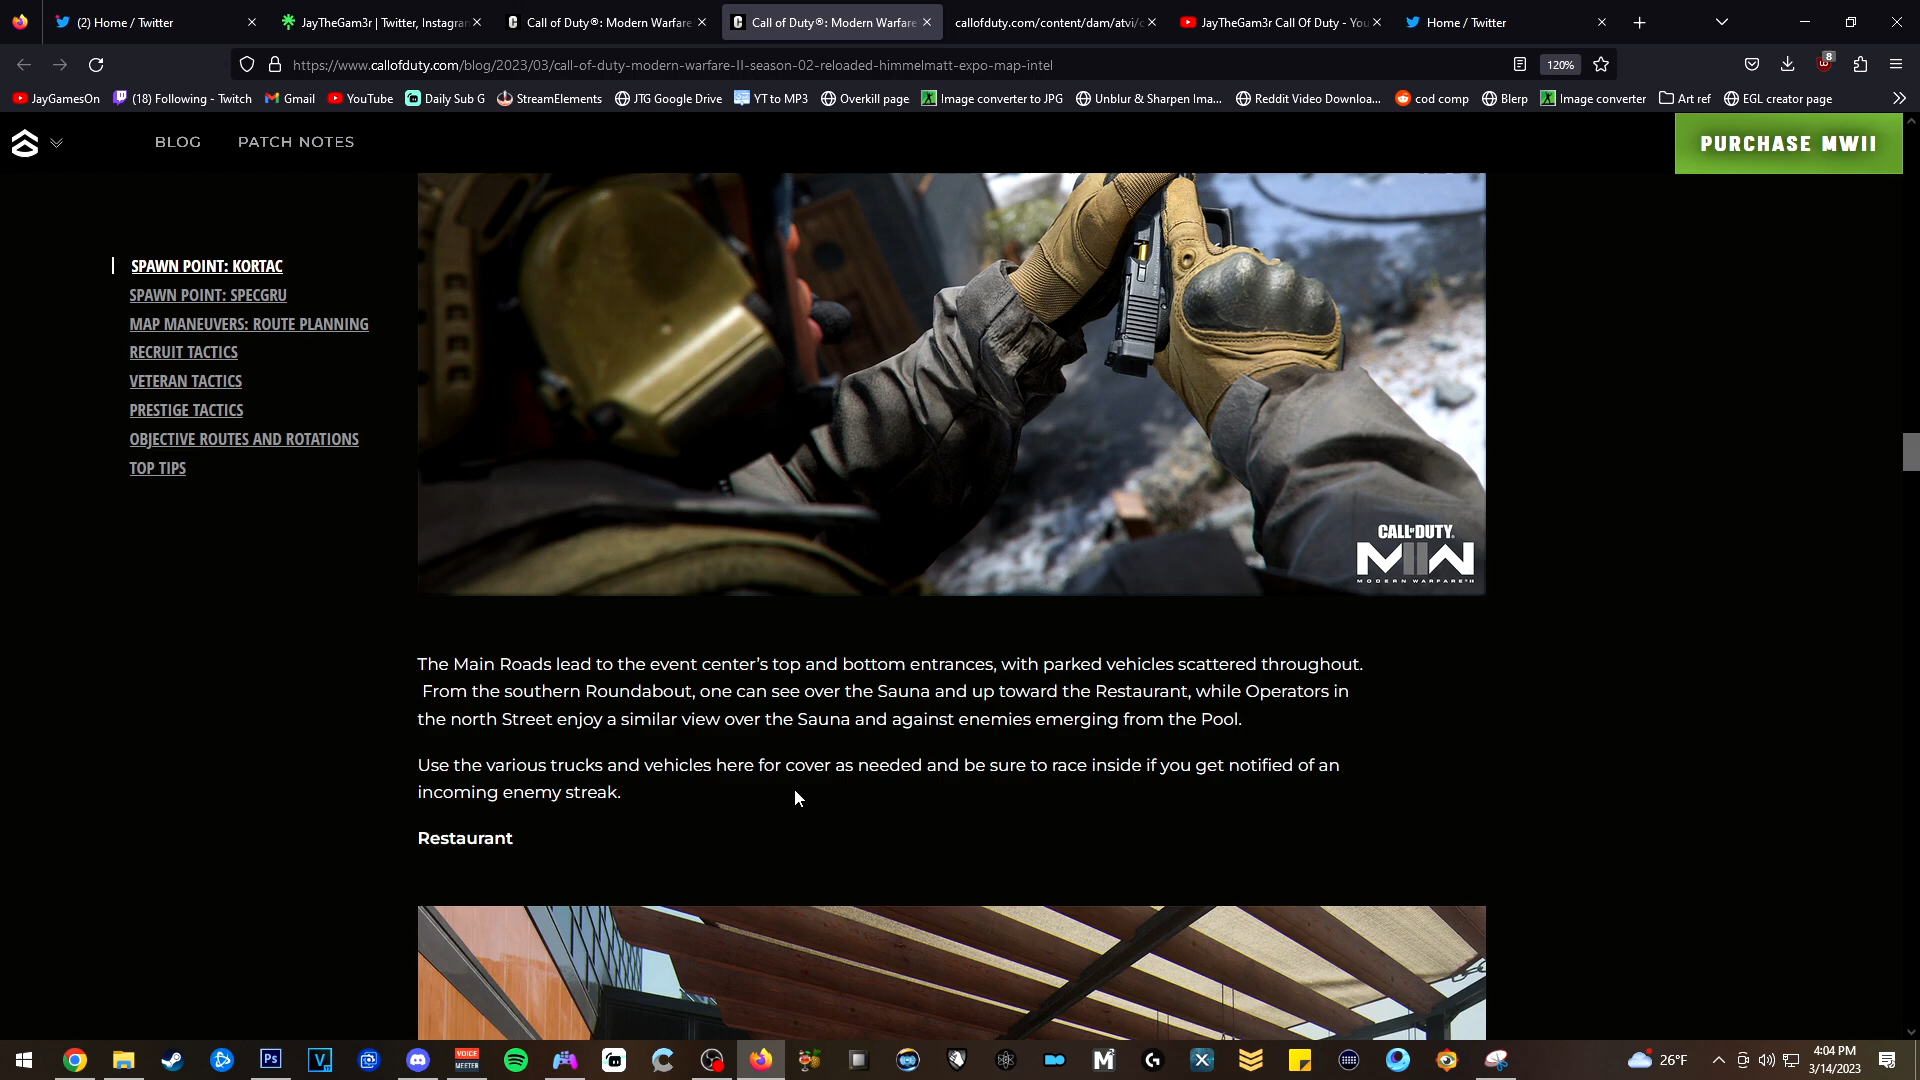 (2) Home / Twitter
JayTheGam3r | Twitter, Instagran
Call of Duty®: Modern Warfare
Call of Duty®: Modern Warfare
callofduty.com/content/dam/atvi/c
JayTheGam3r Call Of Duty - You
Home / Twitter
https://www.callofduty.com/blog/2023/03/call-of-duty-modern-warfare-II-season-02-reloaded-himmelmatt-expo-map-intel
120%
8
JayGamesOn
(18) Following - Twitch
Gmail
YouTube
Daily Sub G
StreamElements
JTG Google Drive
YT to MP3
Overkill page
Image converter to JPG
Unblur & Sharpen Ima...
Reddit Video Downloa...
cod comp
Blerp
Image converter
Art ref
EGL creator page
BLOG
PATCH NOTES
PURCHASE MWII
SPAWN POINT: KORTAC
SPAWN POINT: SPECGRU
MAP MANEUVERS: ROUTE PLANNING
RECRUIT TACTICS
VETERAN TACTICS
PRESTIGE TACTICS
OBJECTIVE ROUTES AND ROTATIONS
TOP TIPS
CALL OF DUTY
MWII
MODERN WARFARE II
The Main Roads lead to the event center’s top and bottom entrances, with parked vehicles scattered throughout.
From the southern Roundabout, one can see over the Sauna and up toward the Restaurant, while Operators in
the north Street enjoy a similar view over the Sauna and against enemies emerging from the Pool.
Use the various trucks and vehicles here for cover as needed and be sure to race inside if you get notified of an
incoming enemy streak.
Restaurant
Ps
V
VOICE
MEETER
26°F
4:04 PM
3/14/2023